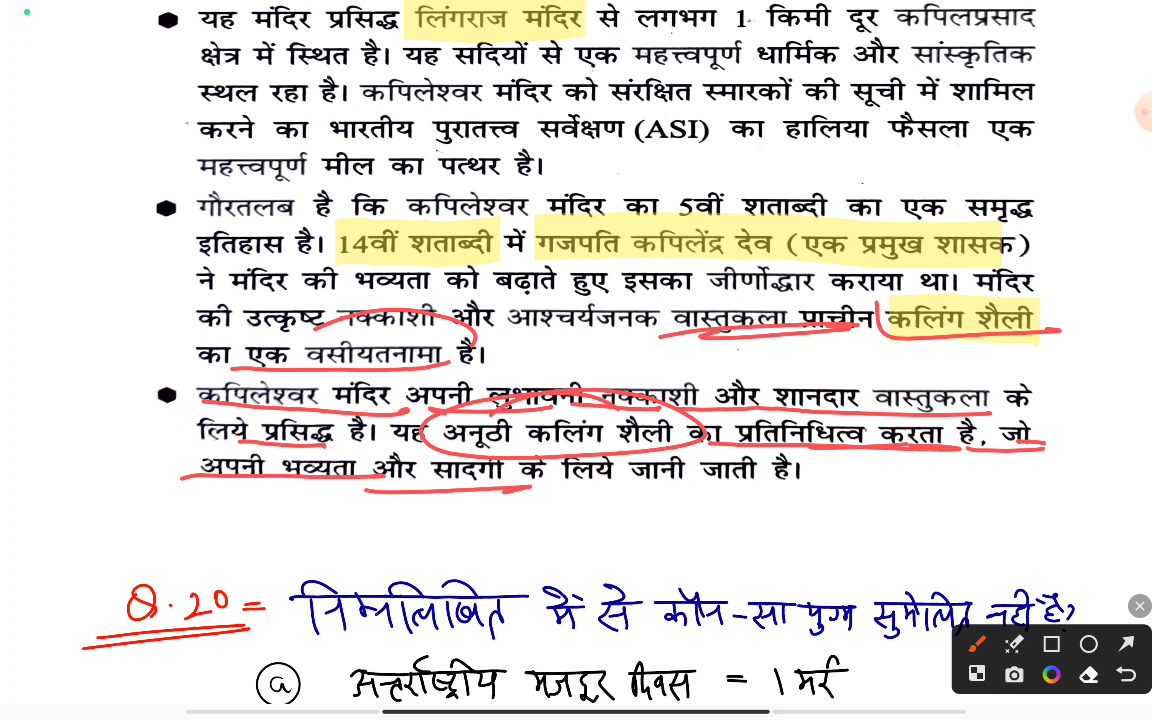 यह मंदिर प्रसिद्ध लिंगराज मंदिर से लगभग 1 किमी दूर कपिलप्रसाद
क्षेत्र में स्थित है। यह सदियों से एक महत्त्वपूर्ण धार्मिक और सांस्कृतिक
स्थल रहा है। कपिलेश्वर मंदिर को संरक्षित स्मारकों की सूची में शामिल
करने का भारतीय पुरातत्त्व सर्वेक्षण (ASI) का हालिया फैसला एक
महत्त्वपूर्ण मील का पत्थर है।
गौरतलब है कि कपिलेश्वर मंदिर का 5वीं शताब्दी का एक समृद्ध
इतिहास है। 14वीं शताब्दी में गजपति कपिलेंद्र देव (एक प्रमुख शासक)
ने मंदिर की भव्यता को बढ़ाते हुए इसका जीर्णोद्धार कराया था। मंदिर
की उत्कृष्ट नक्काशी और आश्चर्यजनक वास्तुकला प्राचीन कलिंग शैली
का एक वसीयतनामा है।
कपिलेश्वर मंदिर अपनी लुभावनी नक्काशी और शानदार वास्तुकला के
लिये प्रसिद्ध है। यह अनूठी कलिंग शैली का प्रतिनिधित्व करता है, जो
अपनी भव्यता और सादगी के लिये जानी जाती है।
Q.20 = निम्नलिखित में से कौन-सा युग्म सुमेलित नहीं है?
(a) अन्तर्राष्ट्रीय मजदूर दिवस = 1 मई